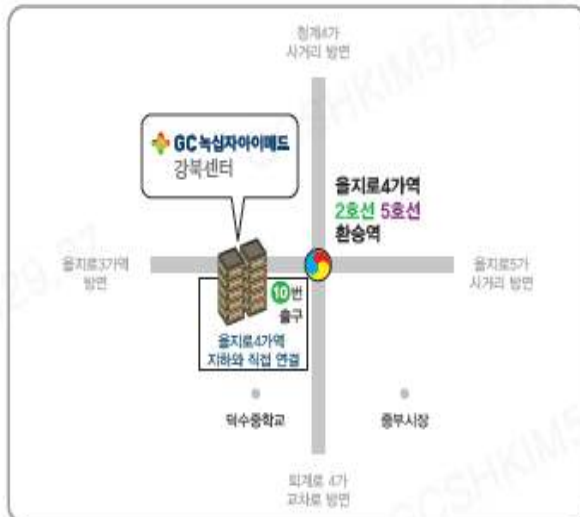 청계4가
사거리 방면
GC녹십자아이메드
강북센터
을지로4가역
2호선 5호선
환승역
을지로3가역
방면
을지로5가
사거리 방면
10번
출구
을지로4가역
지하와 직접 연결
덕수중학교
중부시장
퇴계로 4가
교차로 방면